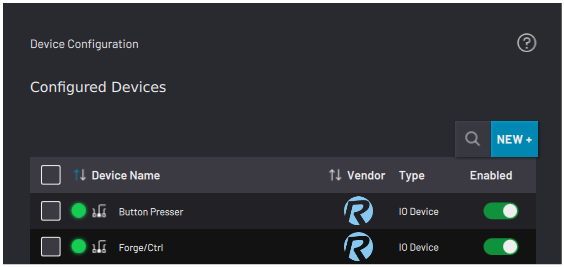 Device Configuration
?
Configured Devices
NEW +
Device Name Vendor Type Enabled
Button Presser R IO Device
Forge/Ctrl R IO Device